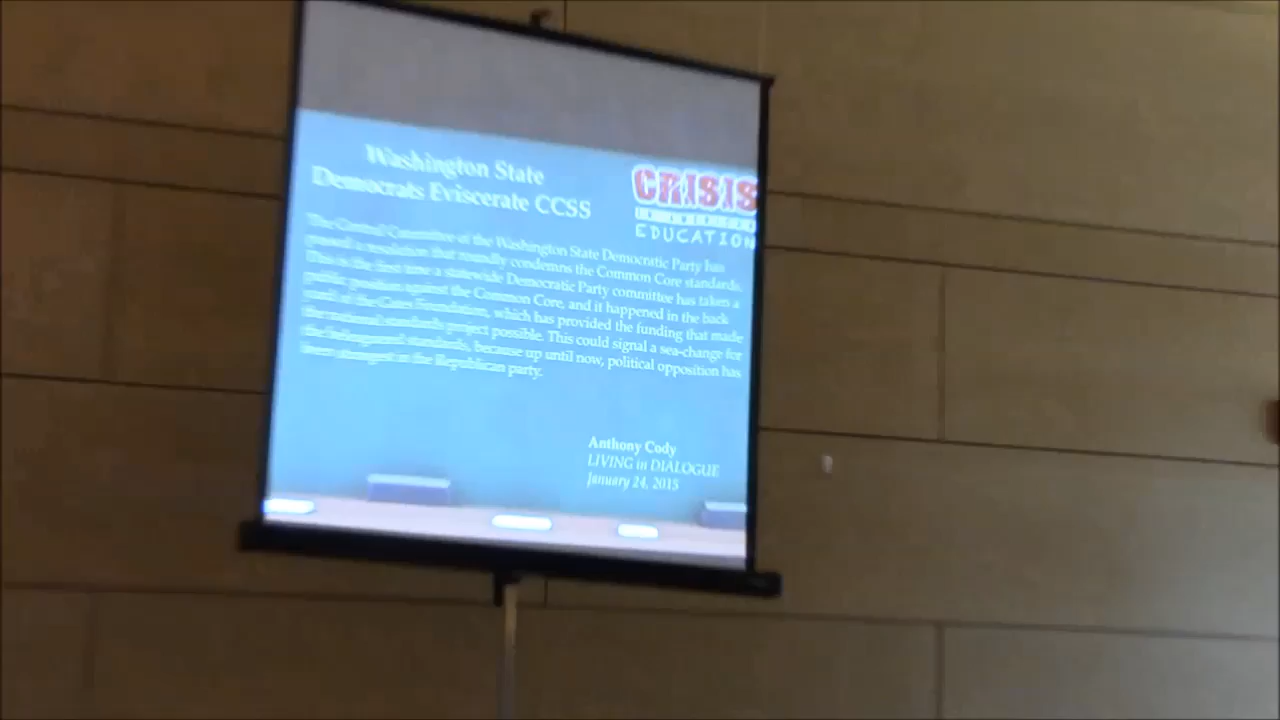 Washington State
Democrats Eviscerate CCSS
CRISIS
IN AMERICAN
EDUCATION
The Central Committee of the Washington State Democratic Party has
passed a resolution that roundly condemns the Common Core standards.
This is the first time a statewide Democratic Party committee has taken a
public position against the Common Core, and it happened in the back
yard of the Gates Foundation, which has provided the funding that made
the national standards project possible. This could signal a sea-change for
the beleaguered standards, because up until now, political opposition has
been strongest in the Republican party.
Anthony Cody
LIVING in DIALOGUE
January 24, 2015